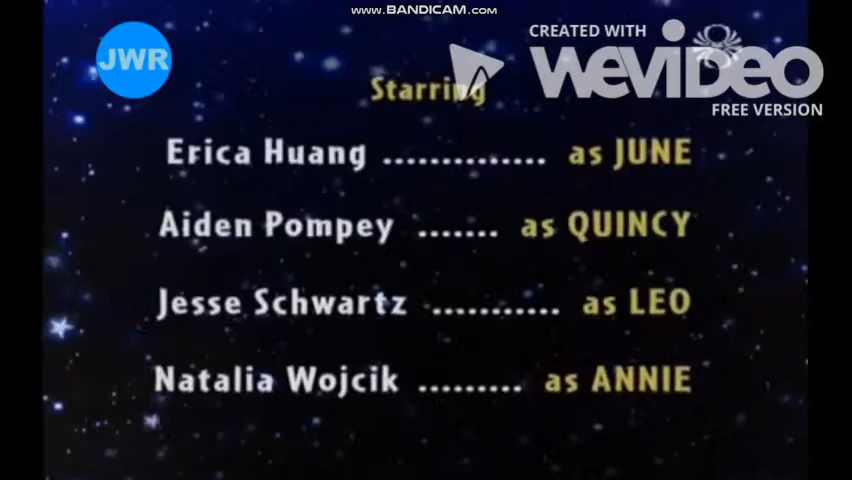 www.BANDICAM.com
JWR
CREATED WITH
WeVideo
FREE VERSION
Starring
Erica Huang .............. as JUNE
Aiden Pompey ....... as QUINCY
Jesse Schwartz ........... as LEO
Natalia Wojcik ......... as ANNIE